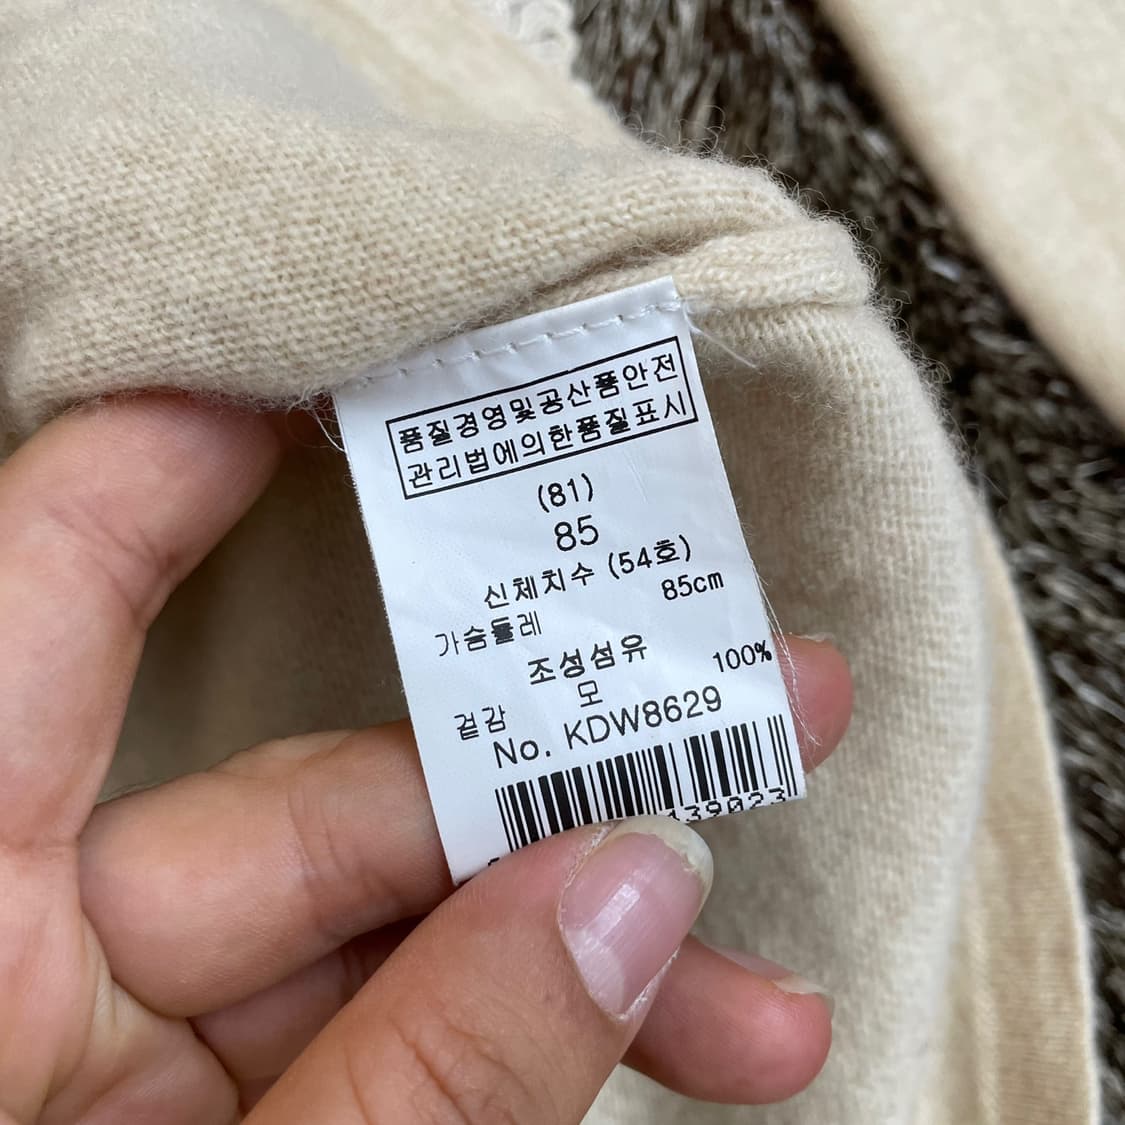 품질경영및공산품안전
관리법에의한품질표시
(81)
85
신체치수 (54호)
가슴둘레 85cm
조성섬유
겉감 모 100%
No. KDW8629
139023